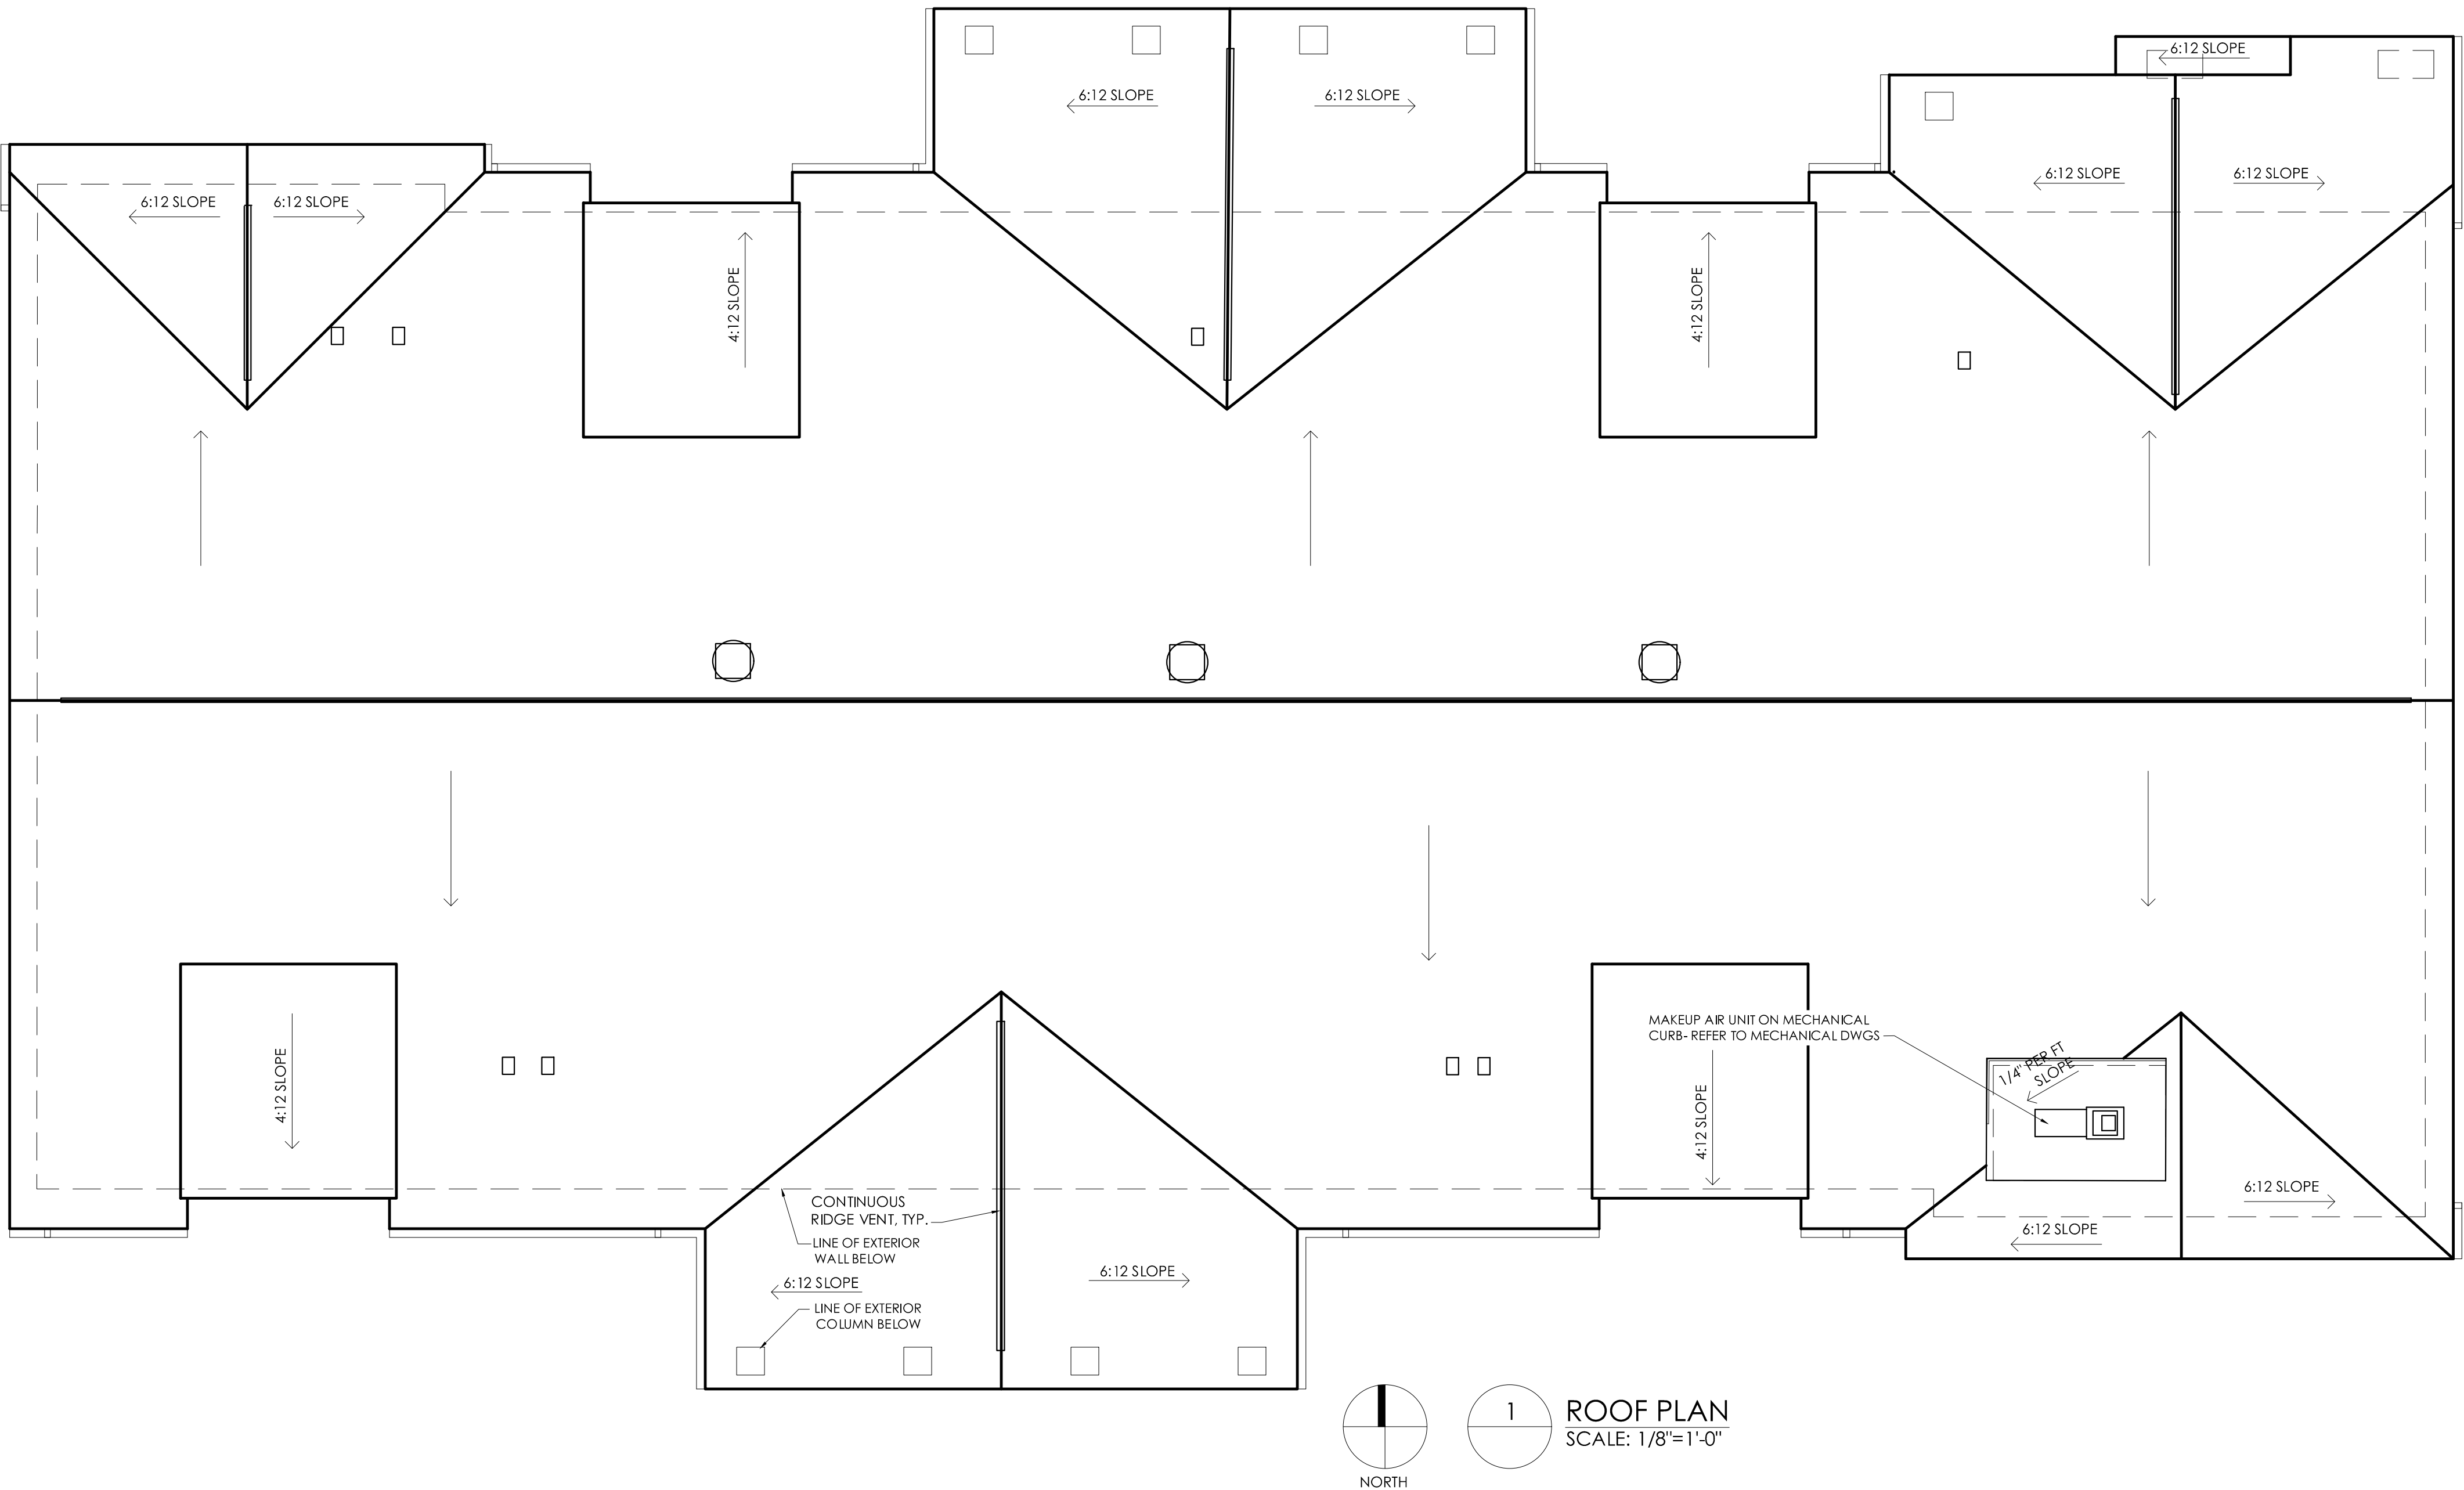 6:12 SLOPE
6:12 SLOPE
6:12 SLOPE
6:12 SLOPE
6:12 SLOPE
6:12 SLOPE
6:12 SLOPE
4:12 SLOPE
4:12 SLOPE
MAKEUP AIR UNIT ON MECHANICAL
CURB- REFER TO MECHANICAL DWGS
1/4" PER FT
SLOPE
4:12 SLOPE
4:12 SLOPE
CONTINUOUS
RIDGE VENT, TYP.
LINE OF EXTERIOR
WALL BELOW
6:12 SLOPE
6:12 SLOPE
6:12 SLOPE
6:12 SLOPE
LINE OF EXTERIOR
COLUMN BELOW
1
ROOF PLAN
SCALE: 1/8"=1'-0"
NORTH